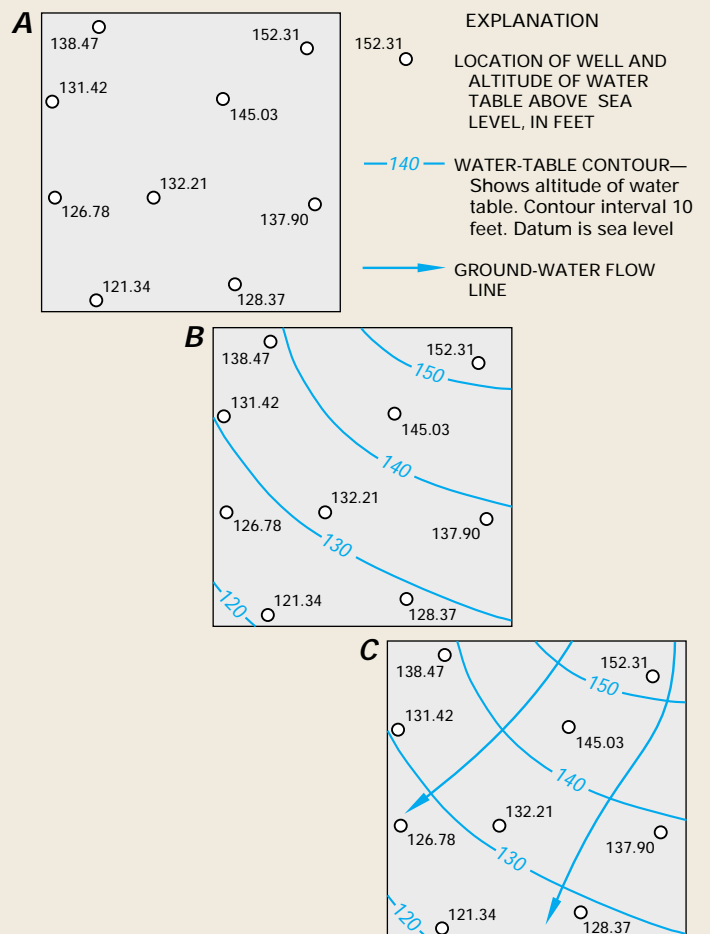 A
138.47
152.31
131.42
145.03
126.78
132.21
137.90
121.34
128.37
EXPLANATION
152.31
LOCATION OF WELL AND
ALTITUDE OF WATER
TABLE ABOVE SEA
LEVEL, IN FEET
140
WATER-TABLE CONTOUR—
Shows altitude of water
table. Contour interval 10
feet. Datum is sea level
GROUND-WATER FLOW
LINE
B
138.47
152.31
150
131.42
145.03
140
126.78
132.21
137.90
130
120
121.34
128.37
C
138.47
152.31
150
131.42
145.03
140
132.21
126.78
137.90
130
120
121.34
128.37